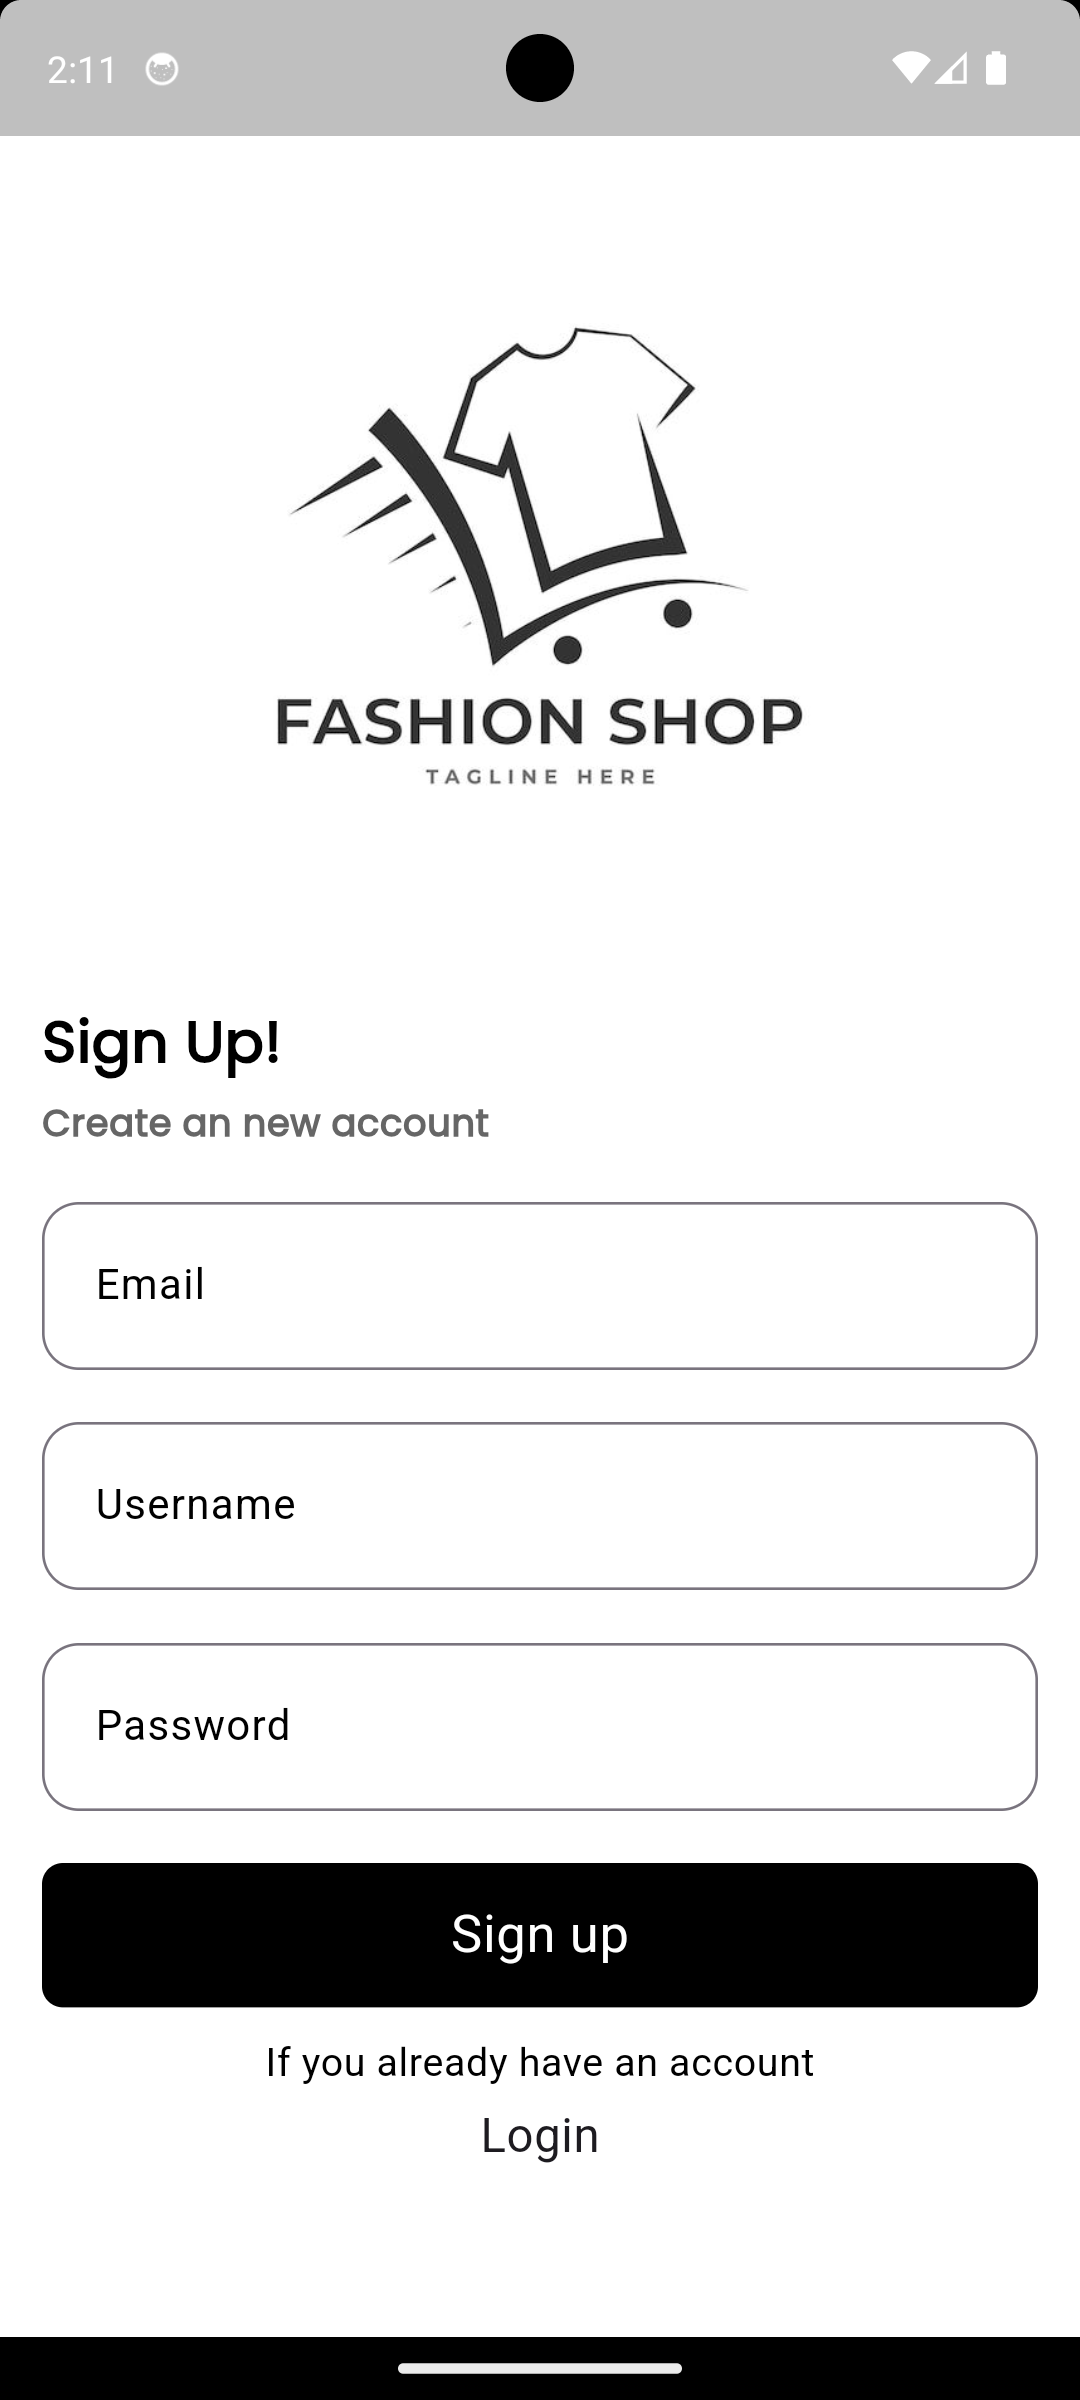 2:11
FASHION SHOP
TAGLINE HERE
Sign Up!
Create an new account
Email
Username
Password
Sign up
If you already have an account
Login